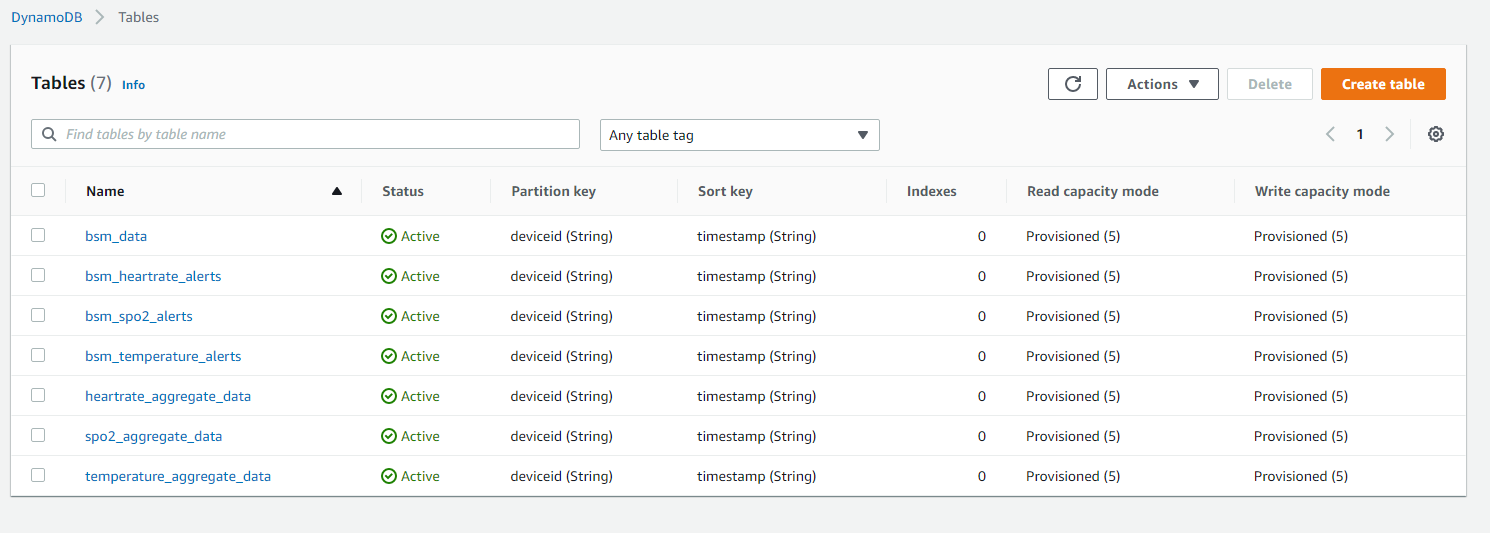 DynamoDB > Tables
Tables (7) Info Actions Delete Create table
Find tables by table name Any table tag 1
Name Status Partition key Sort key Indexes Read capacity mode Write capacity mode
bsm_data Active deviceid (String) timestamp (String) 0 Provisioned (5) Provisioned (5)
bsm_heartrate_alerts Active deviceid (String) timestamp (String) 0 Provisioned (5) Provisioned (5)
bsm_spo2_alerts Active deviceid (String) timestamp (String) 0 Provisioned (5) Provisioned (5)
bsm_temperature_alerts Active deviceid (String) timestamp (String) 0 Provisioned (5) Provisioned (5)
heartrate_aggregate_data Active deviceid (String) timestamp (String) 0 Provisioned (5) Provisioned (5)
spo2_aggregate_data Active deviceid (String) timestamp (String) 0 Provisioned (5) Provisioned (5)
temperature_aggregate_data Active deviceid (String) timestamp (String) 0 Provisioned (5) Provisioned (5)